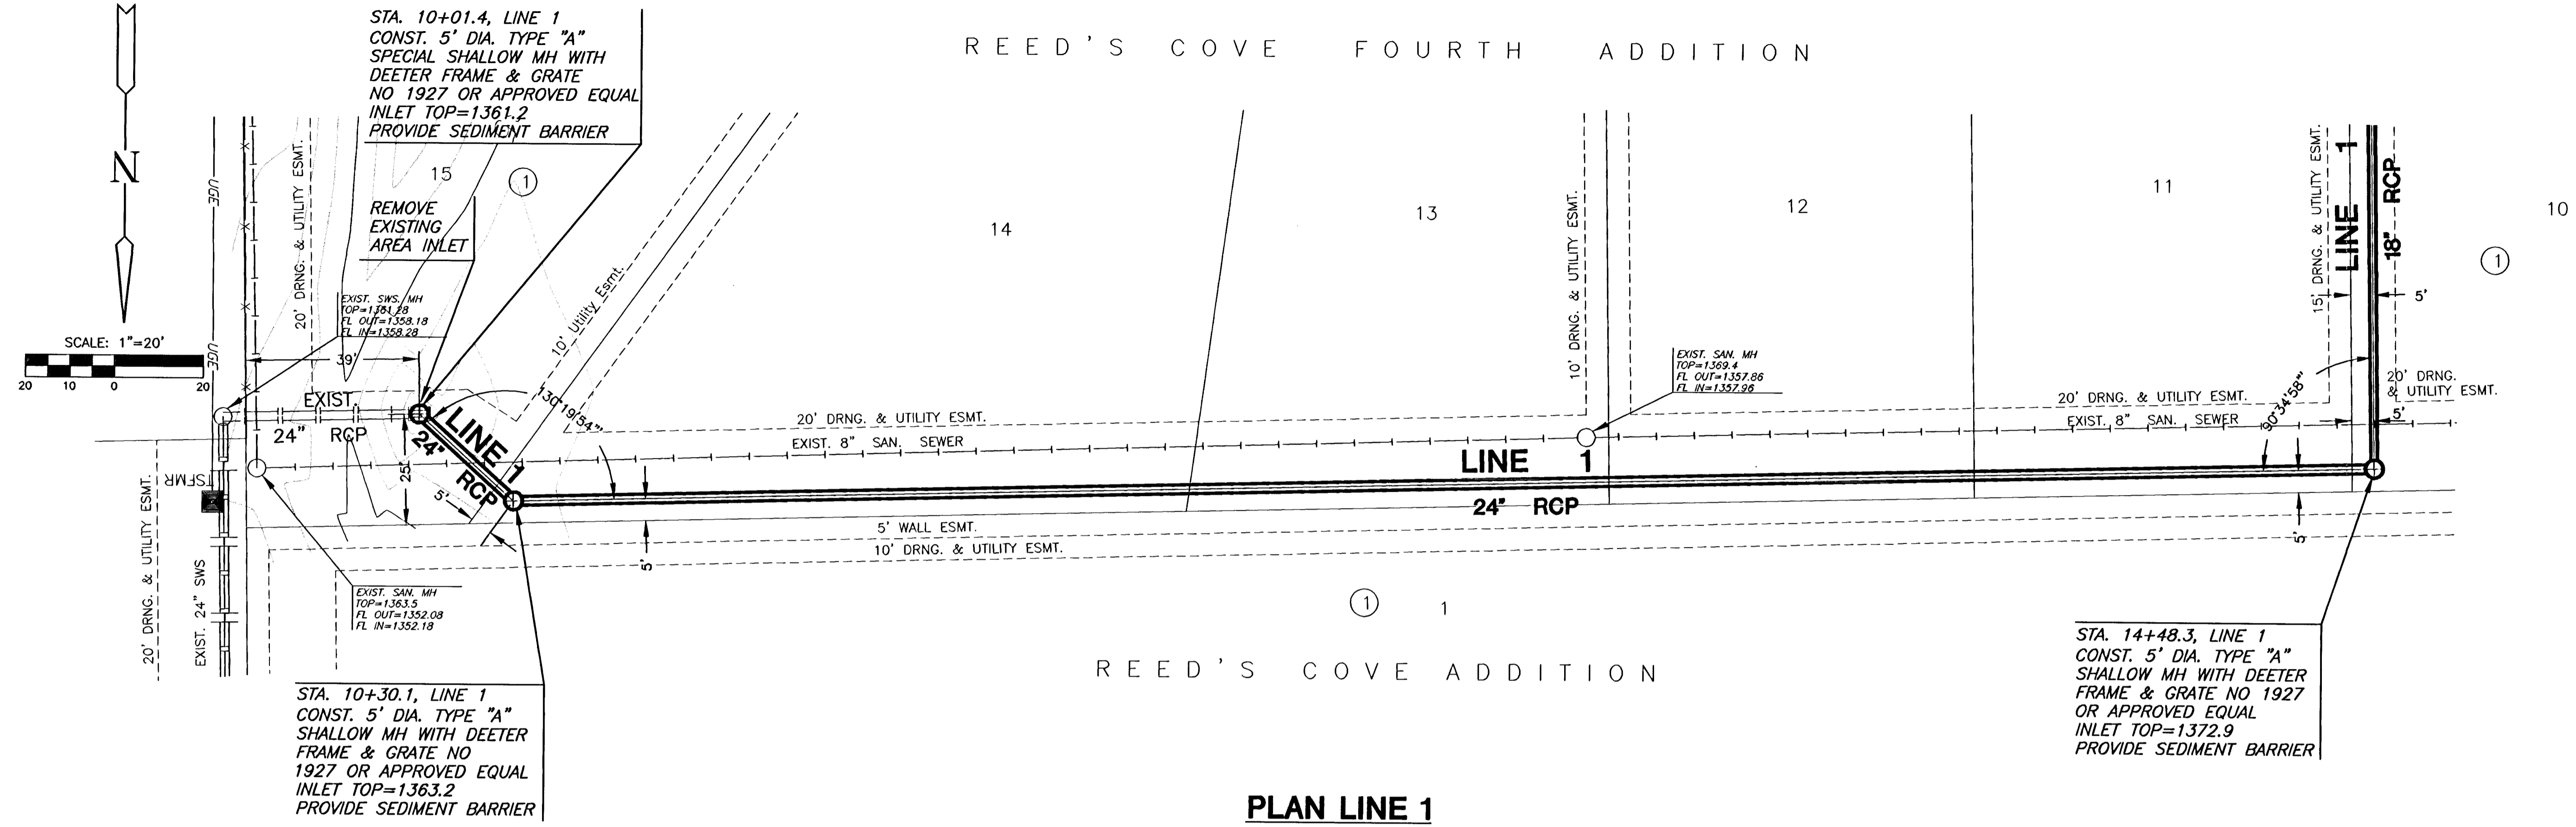 STA. 10+01.4, LINE 1
CONST. 5' DIA. TYPE "A"
SPECIAL SHALLOW MH WITH
DEETER FRAME & GRATE
NO 1927 OR APPROVED EQUAL
INLET TOP=1361.2
PROVIDE SEDIMENT BARRIER
REED'S COVE FOURTH ADDITION
N
SCALE: 1"=20'
20 10 0 20
UGE
UGE
20' DRNG. & UTILITY ESMT.
15
1
REMOVE
EXISTING
AREA INLET
EXIST. SWS. MH
TOP=1361.28
FL OUT=1358.18
FL IN=1358.28
39'
10' Utility Esmt.
14
13
12
11
10
1
10' DRNG. & UTILITY ESMT.
15' DRNG. & UTILITY ESMT.
LINE 1
18" RCP
5'
EXIST. SAN. MH
TOP=1369.4
FL OUT=1357.86
FL IN=1357.96
EXIST.
24" RCP
LINE 1
24" RCP
130°19'54"
25'
5'
20' DRNG. & UTILITY ESMT.
EXIST. 8" SAN. SEWER
LINE 1
24" RCP
20' DRNG. & UTILITY ESMT.
EXIST. 8" SAN. SEWER
90°34'58"
20' DRNG.
& UTILITY ESMT.
5'
TSFMR
20' DRNG. & UTILITY ESMT.
EXIST. 24" SWS
5' WALL ESMT.
10' DRNG. & UTILITY ESMT.
5'
5'
EXIST. SAN. MH
TOP=1363.5
FL OUT=1352.08
FL IN=1352.18
1 1
REED'S COVE ADDITION
STA. 10+30.1, LINE 1
CONST. 5' DIA. TYPE "A"
SHALLOW MH WITH DEETER
FRAME & GRATE NO
1927 OR APPROVED EQUAL
INLET TOP=1363.2
PROVIDE SEDIMENT BARRIER
STA. 14+48.3, LINE 1
CONST. 5' DIA. TYPE "A"
SHALLOW MH WITH DEETER
FRAME & GRATE NO 1927
OR APPROVED EQUAL
INLET TOP=1372.9
PROVIDE SEDIMENT BARRIER
PLAN LINE 1